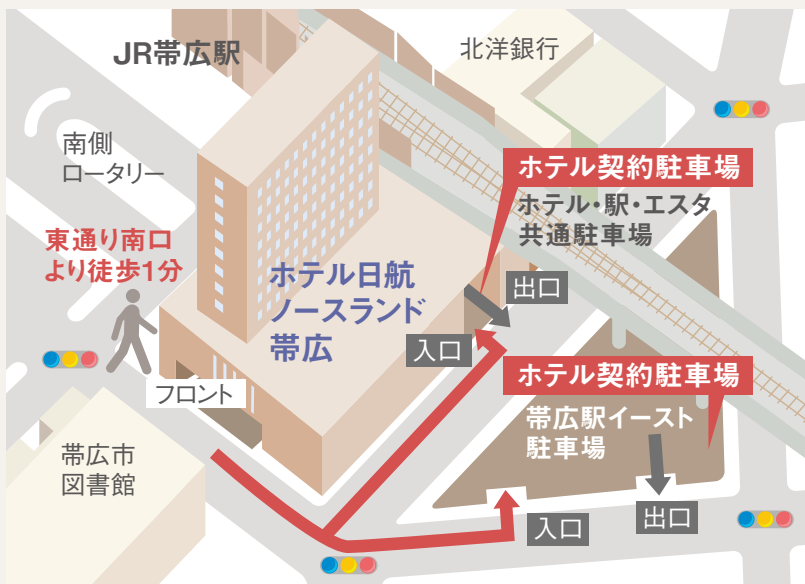 JR帯広駅
北洋銀行
南側
ロータリー
ホテル契約駐車場
ホテル・駅・エスタ
共通駐車場
東通り南口
より徒歩1分
ホテル日航
ノースランド
帯広
出口
入口
ホテル契約駐車場
フロント
帯広駅イースト
駐車場
帯広市
図書館
入口
出口